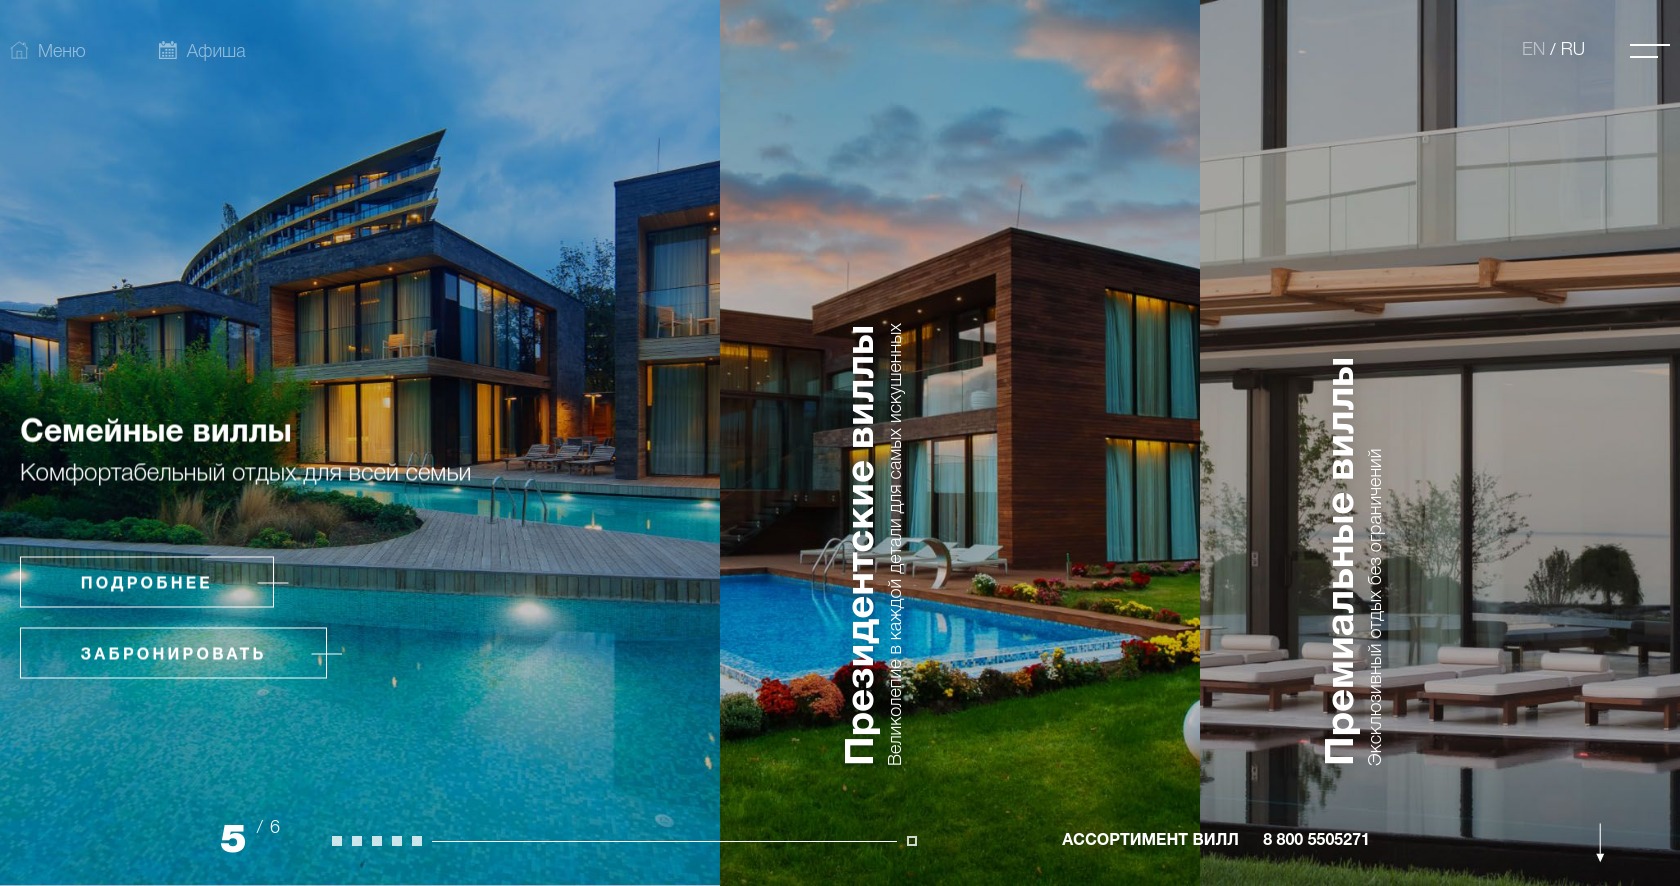 Меню
Афиша
EN / RU
Семейные виллы
Комфортабельный отдых для всей семьи
ПОДРОБНЕЕ
ЗАБРОНИРОВАТЬ
Президентские виллы
Великолепие в каждой детали для самых искушенных
Премиальные виллы
Эксклюзивный отдых без ограничений
5 / 6
АССОРТИМЕНТ ВИЛЛ
8 800 5505271